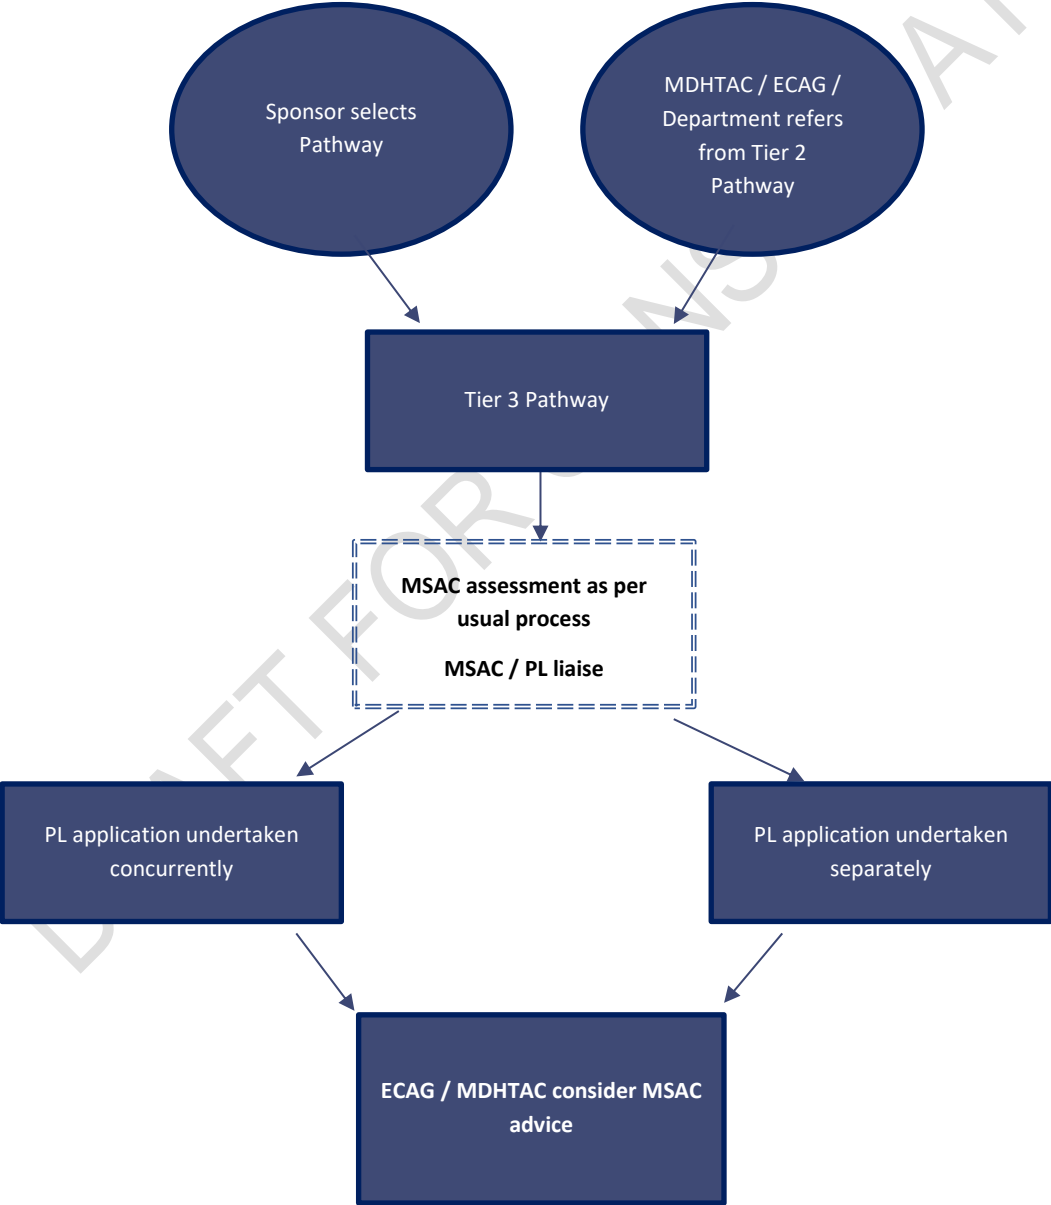 Sponsor selects
Pathway
MDHTAC / ECAG /
Department refers
from Tier 2
Pathway
Tier 3 Pathway
MSAC assessment as per
usual process
MSAC / PL liaise
PL application undertaken
concurrently
PL application undertaken
separately
ECAG / MDHTAC consider MSAC
advice